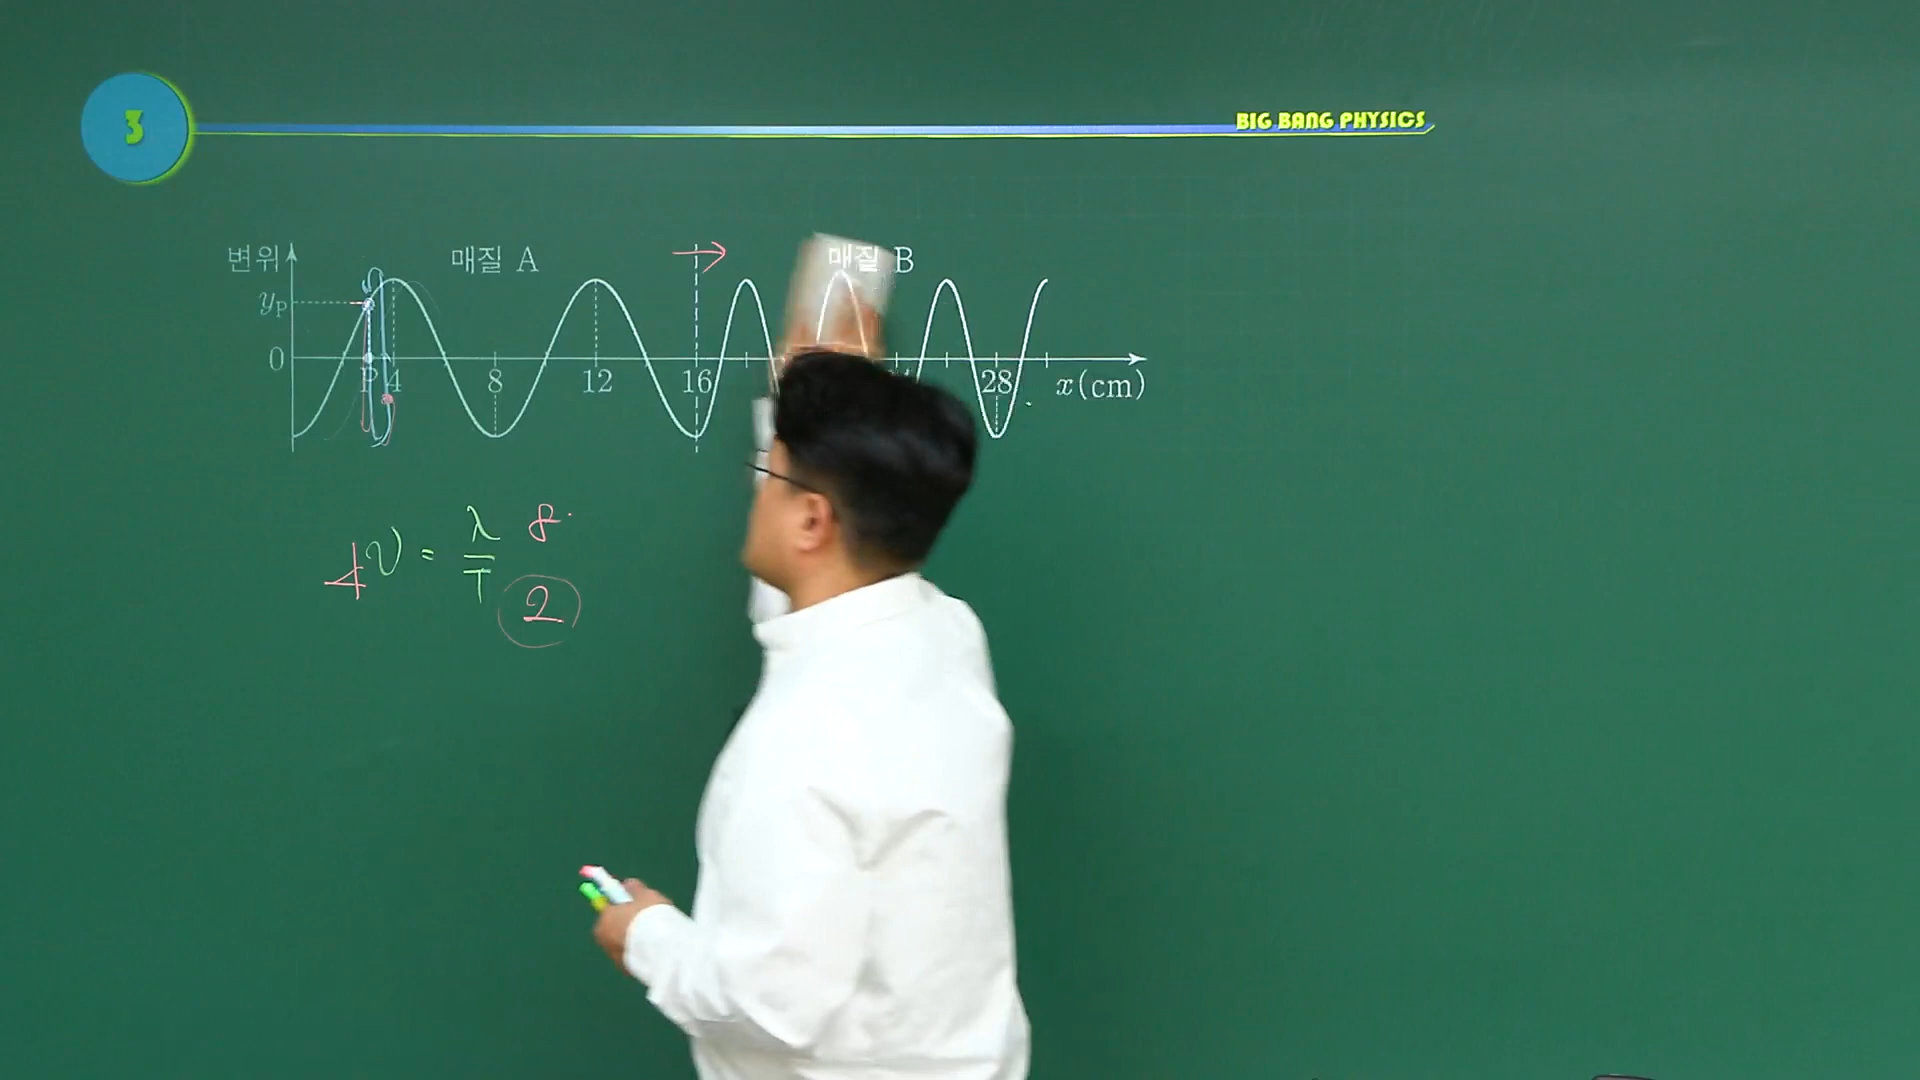 3
BIG BANG PHYSICS
변위 매질 A → 매질 B
yP
0 P 4 8 12 16 28 x(cm)
4 v = λ/T 8
2